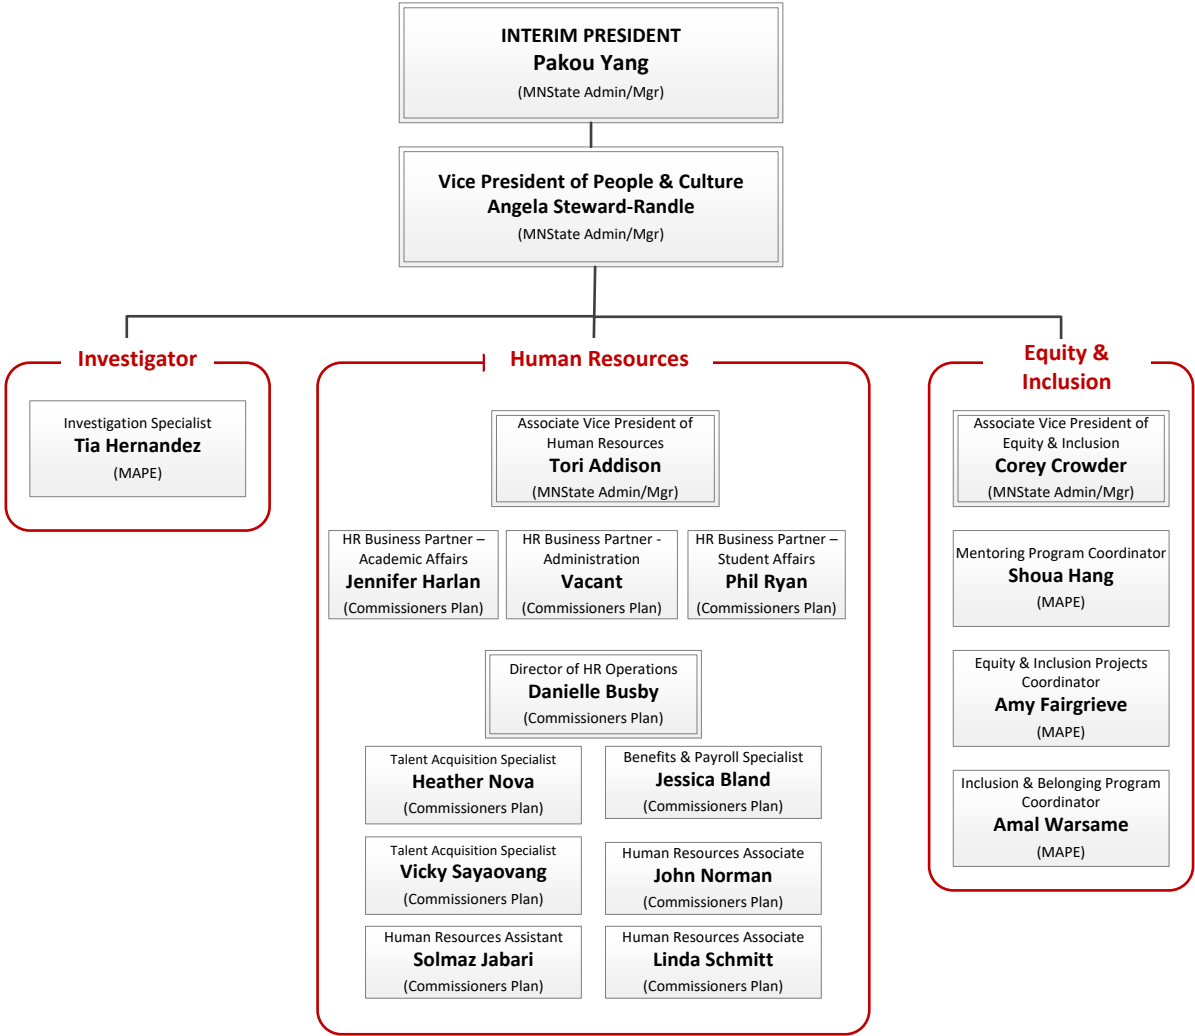 INTERIM PRESIDENT
Pakou Yang
(MNState Admin/Mgr)
Vice President of People & Culture
Angela Steward-Randle
(MNState Admin/Mgr)
Investigator
Investigation Specialist
Tia Hernandez
(MAPE)
Human Resources
Associate Vice President of
Human Resources
Tori Addison
(MNState Admin/Mgr)
HR Business Partner –
Academic Affairs
Jennifer Harlan
(Commissioners Plan)
HR Business Partner -
Administration
Vacant
(Commissioners Plan)
HR Business Partner –
Student Affairs
Phil Ryan
(Commissioners Plan)
Director of HR Operations
Danielle Busby
(Commissioners Plan)
Talent Acquisition Specialist
Heather Nova
(Commissioners Plan)
Benefits & Payroll Specialist
Jessica Bland
(Commissioners Plan)
Talent Acquisition Specialist
Vicky Sayaovang
(Commissioners Plan)
Human Resources Associate
John Norman
(Commissioners Plan)
Human Resources Assistant
Solmaz Jabari
(Commissioners Plan)
Human Resources Associate
Linda Schmitt
(Commissioners Plan)
Equity &
Inclusion
Associate Vice President of
Equity & Inclusion
Corey Crowder
(MNState Admin/Mgr)
Mentoring Program Coordinator
Shoua Hang
(MAPE)
Equity & Inclusion Projects
Coordinator
Amy Fairgrieve
(MAPE)
Inclusion & Belonging Program
Coordinator
Amal Warsame
(MAPE)